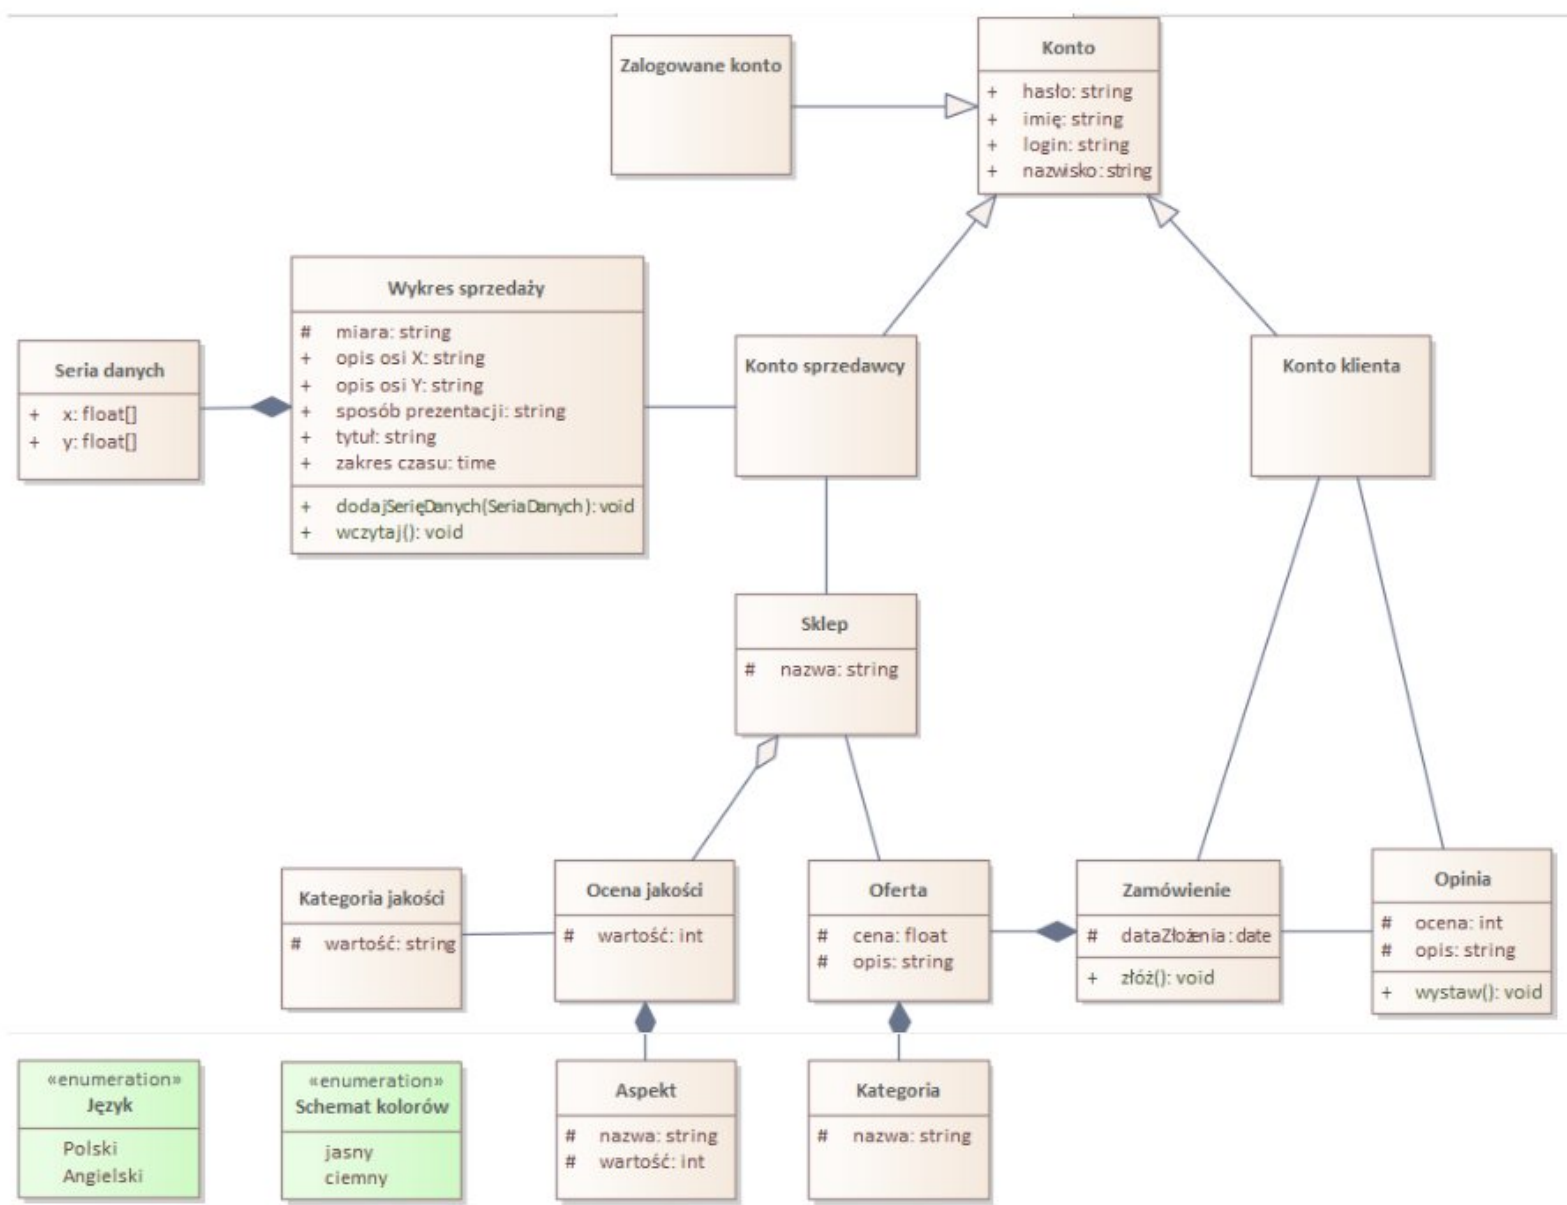 Zalogowane konto
Konto
+ hasło: string
+ imię: string
+ login: string
+ nazwisko: string
Wykres sprzedaży
# miara: string
+ opis osi X: string
+ opis osi Y: string
+ sposób prezentacji: string
+ tytuł: string
+ zakres czasu: time
+ dodajSerięDanych(SeriaDanych): void
+ wczytaj(): void
Seria danych
+ x: float[]
+ y: float[]
Konto sprzedawcy
Konto klienta
Sklep
# nazwa: string
Kategoria jakości
# wartość: string
Ocena jakości
# wartość: int
Oferta
# cena: float
# opis: string
Zamówienie
# dataZłożenia: date
+ złóż(): void
Opinia
# ocena: int
# opis: string
+ wystaw(): void
«enumeration»
Język
Polski
Angielski
«enumeration»
Schemat kolorów
jasny
ciemny
Aspekt
# nazwa: string
# wartość: int
Kategoria
# nazwa: string